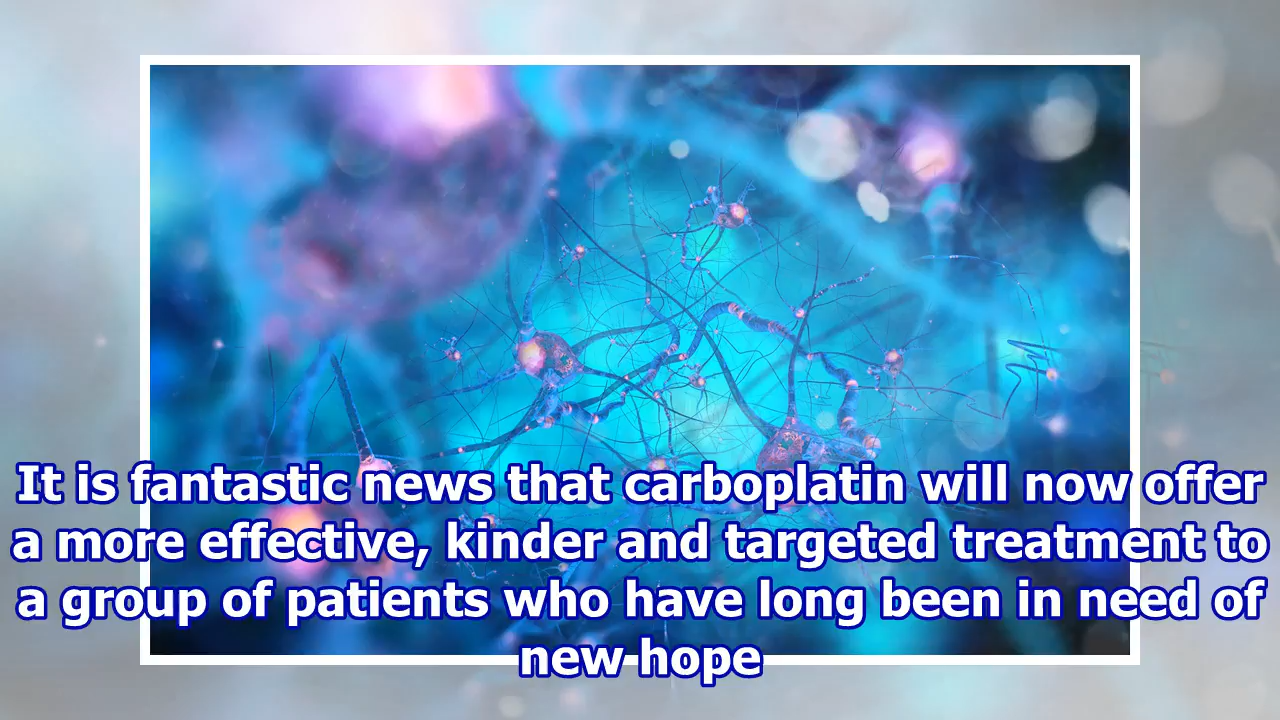 It is fantastic news that carboplatin will now offer
a more effective, kinder and targeted treatment to
a group of patients who have long been in need of
new hope